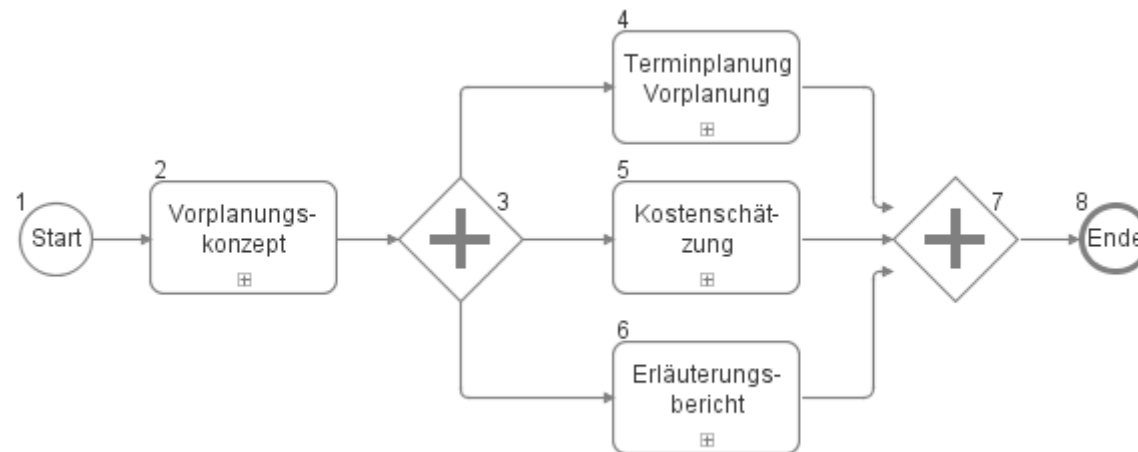 1
Start
2
Vorplanungs-
konzept
3
4
Terminplanung
Vorplanung
5
Kostenschät-
zung
6
Erläuterungs-
bericht
7
8
Ende